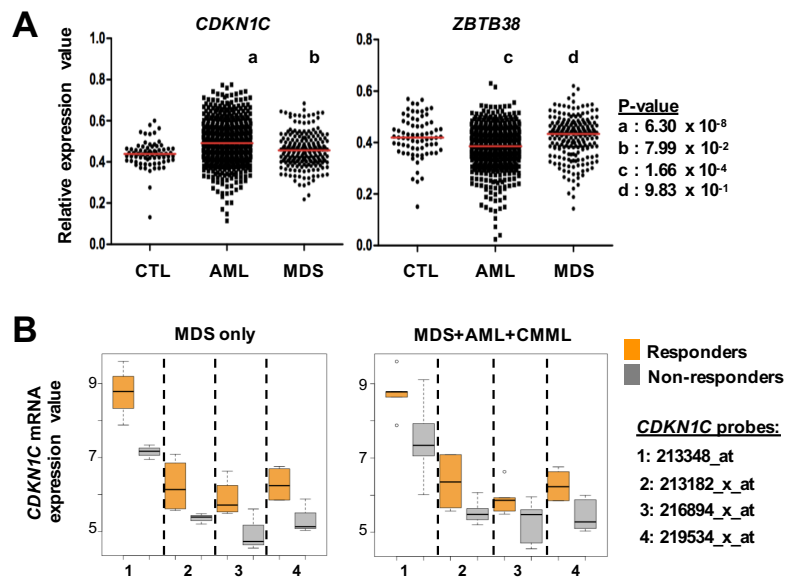 A
CDKN1C
ZBTB38
Relative expression value
1.0
0.8
0.6
0.4
0.2
0.0
a
b
CTL
AML
MDS
0.8
0.6
0.4
0.2
0.0
c
d
CTL
AML
MDS
P-value
a : 6.30 x 10-8
b : 7.99 x 10-2
c : 1.66 x 10-4
d : 9.83 x 10-1
B
MDS only
MDS+AML+CMML
CDKN1C mRNA
expression value
9
7
5
1
2
3
4
9
7
5
1
2
3
4
Responders
Non-responders
CDKN1C probes:
1: 213348_at
2: 213182_x_at
3: 216894_x_at
4: 219534_x_at